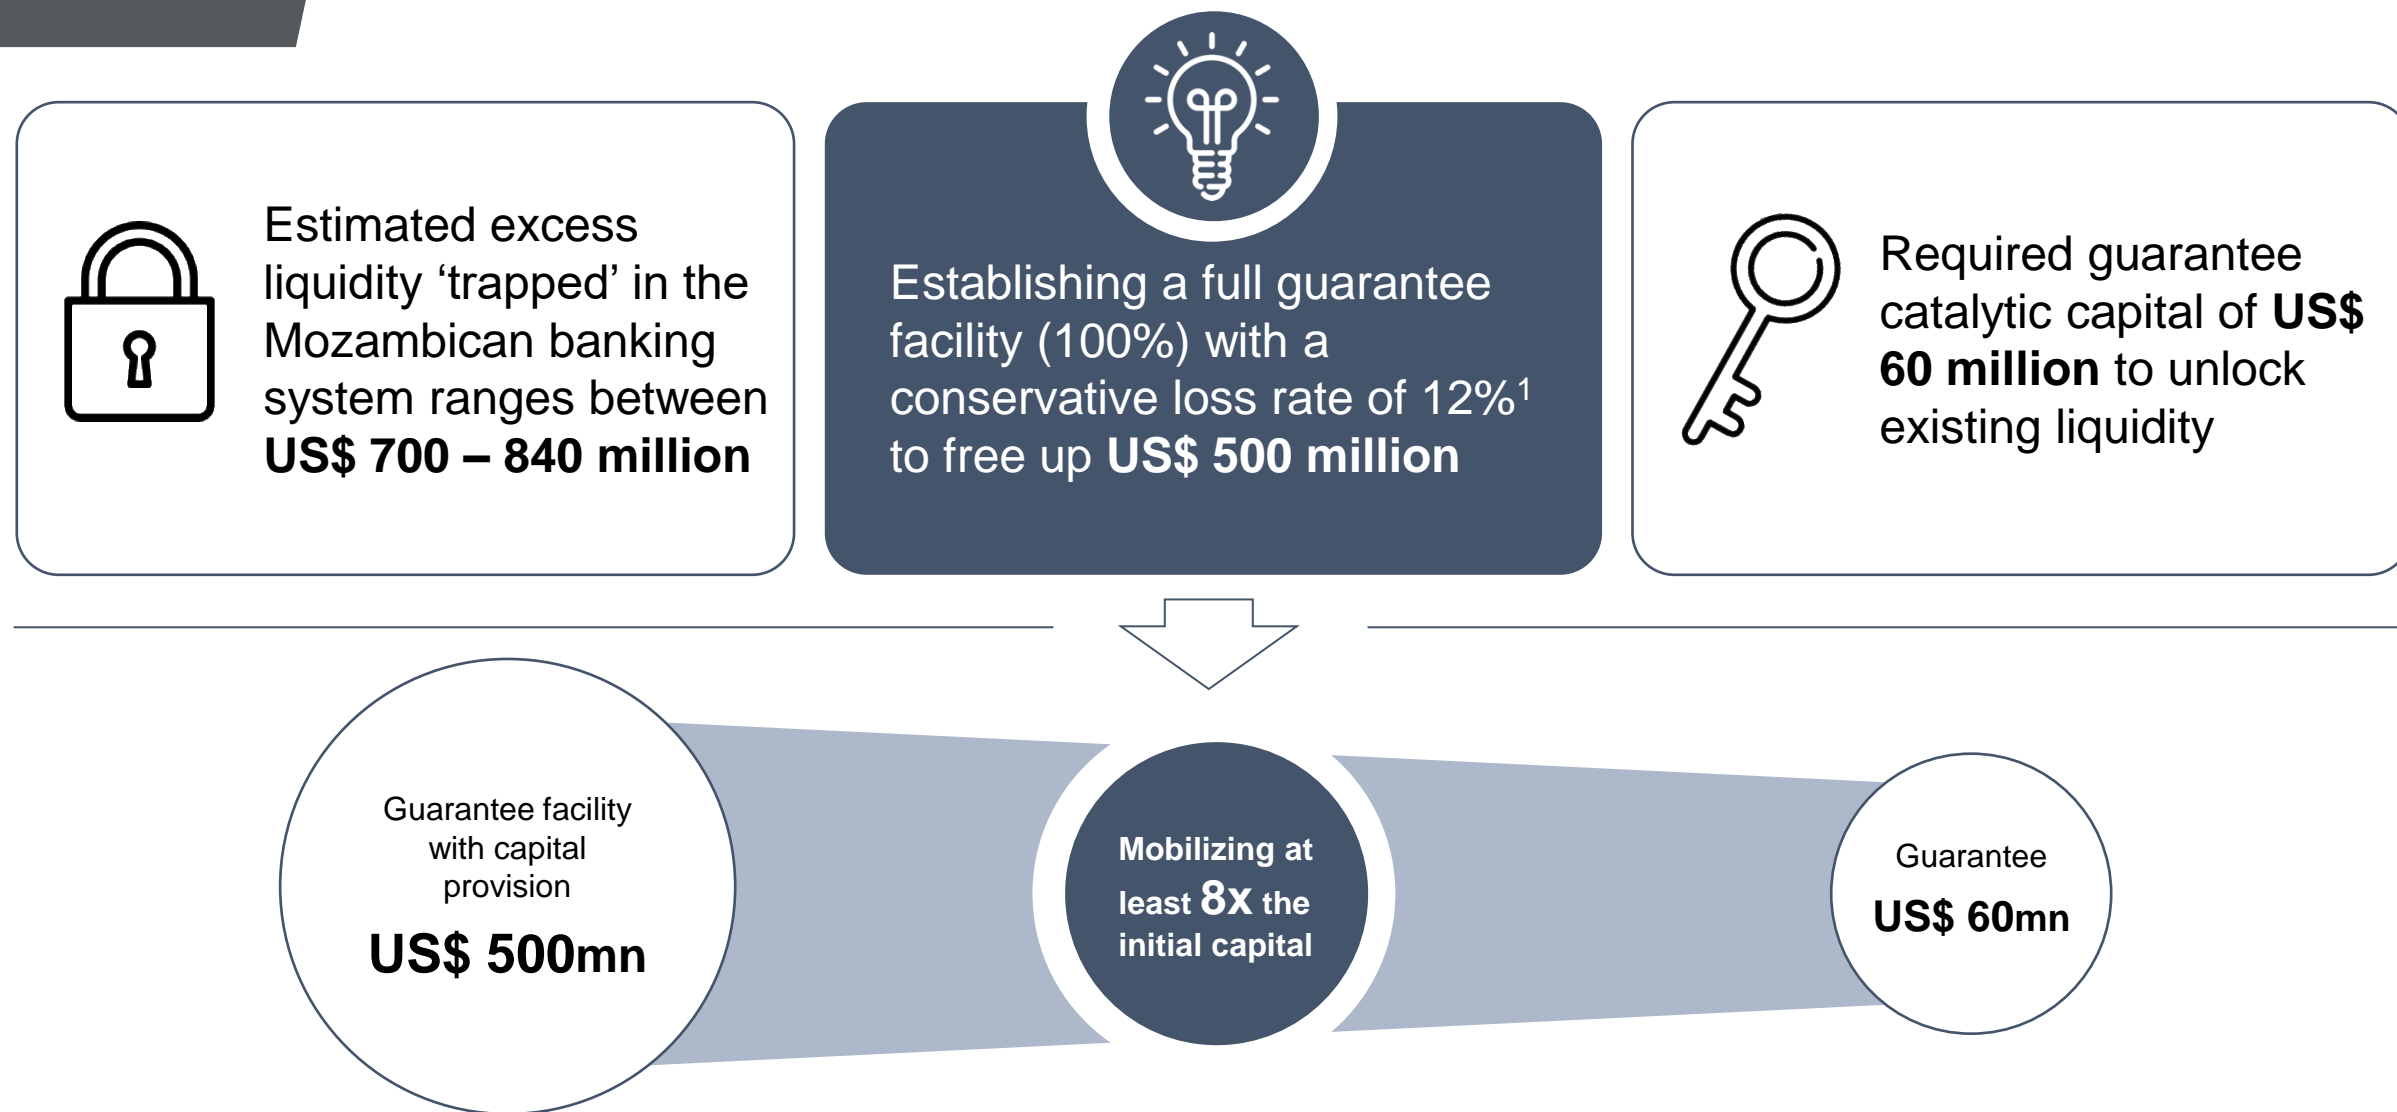 Estimated excess
liquidity ‘trapped’ in the
Mozambican banking
system ranges between
US$ 700 – 840 million
Establishing a full guarantee
facility (100%) with a
conservative loss rate of 12%¹
to free up US$ 500 million
Required guarantee
catalytic capital of US$
60 million to unlock
existing liquidity
Guarantee facility
with capital
provision
US$ 500mn
Mobilizing at
least 8x the
initial capital
Guarantee
US$ 60mn